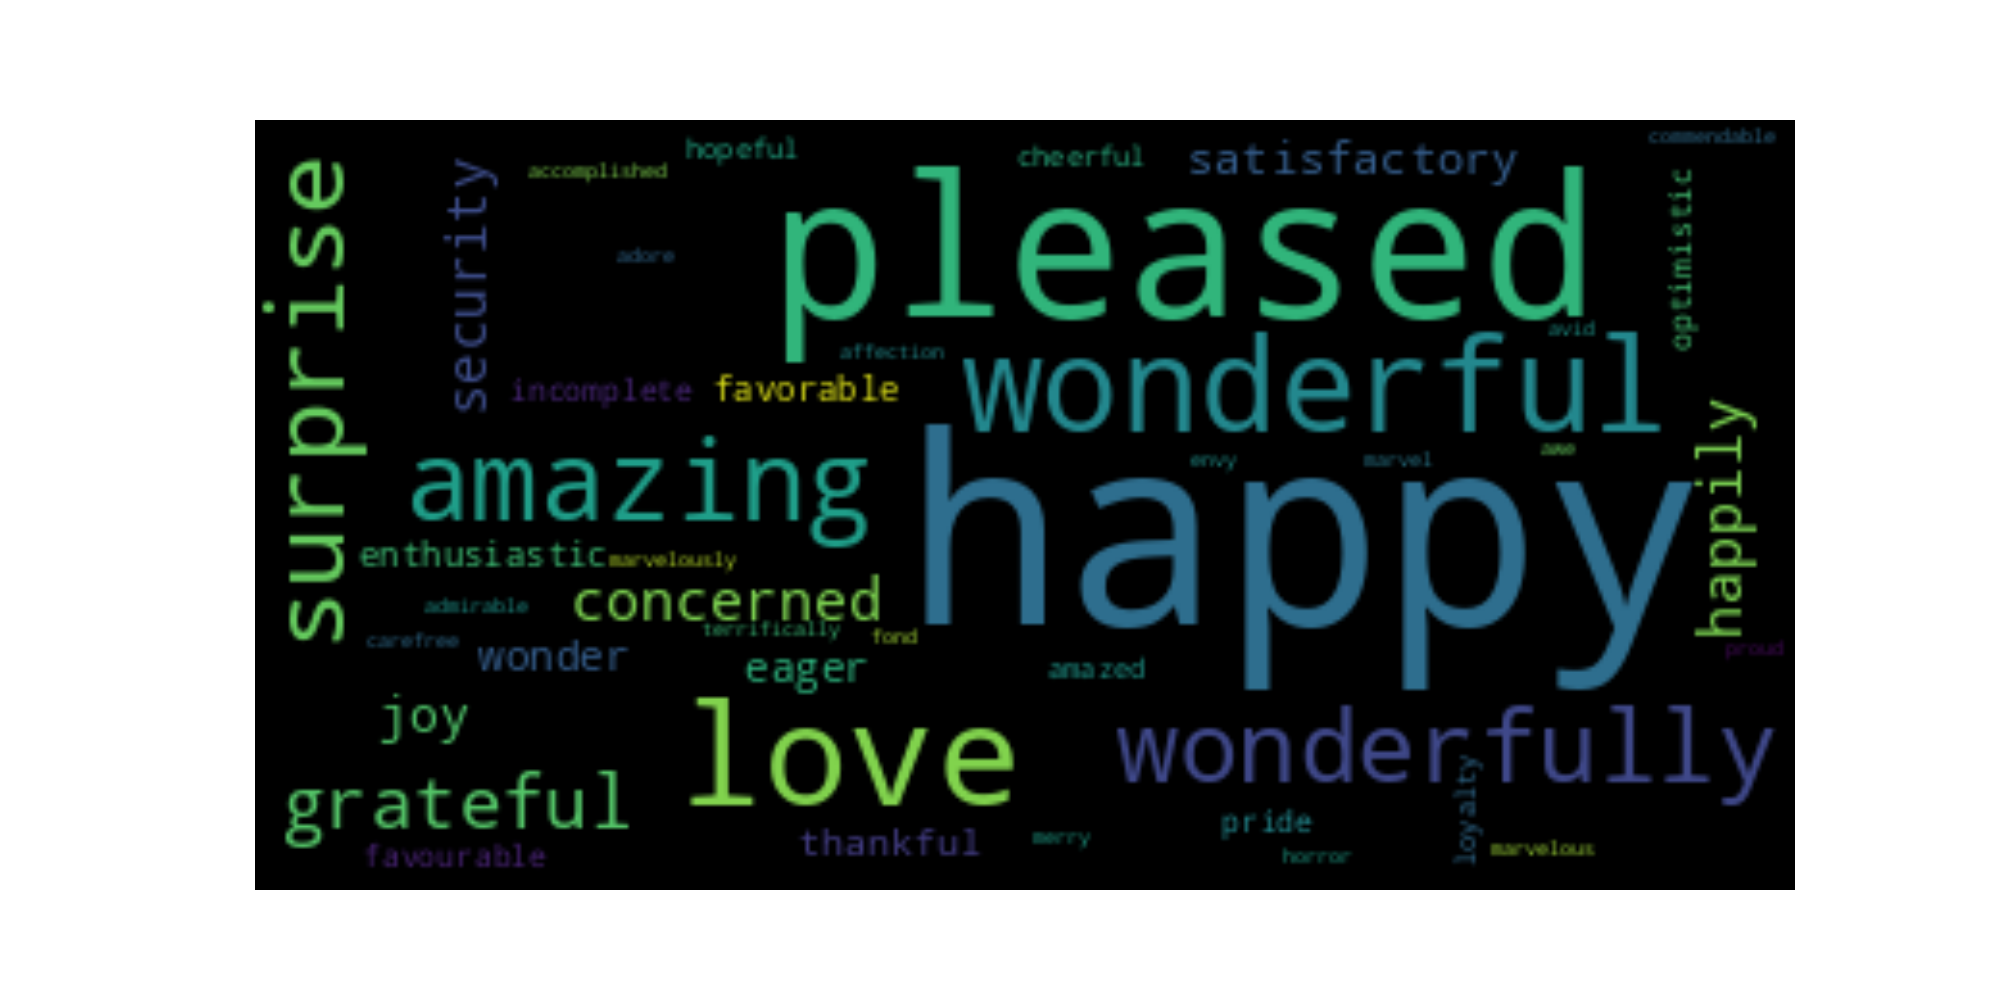 commendable
hopeful
cheerful
satisfactory
accomplished
surprise
security
pleased
optimistic
adore
avid
affection
wonderful
incomplete
favorable
happily
amazing
envy
marvel
awe
happy
enthusiastic
marvelously
concerned
admirable
terrifically
fond
carefree
wonder
eager
amazed
proud
joy
love
wonderfully
grateful
loyalty
pride
thankful
merry
marvelous
favourable
horror